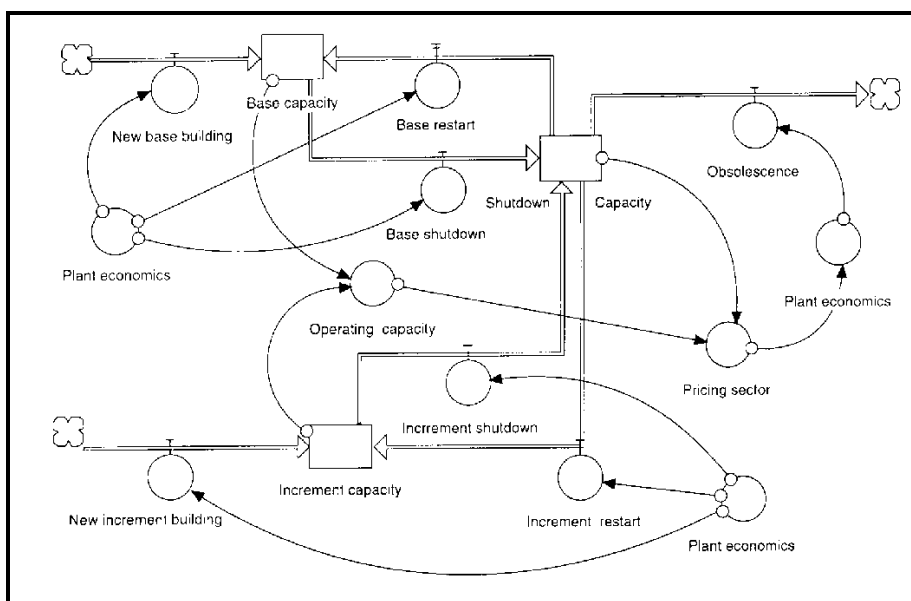 Base capacity
New base building
Base restart
Obsolescence
Shutdown Capacity
Base shutdown
Plant economics
Plant economics
Operating capacity
Pricing sector
Increment shutdown
Increment capacity
New increment building
Increment restart
Plant economics